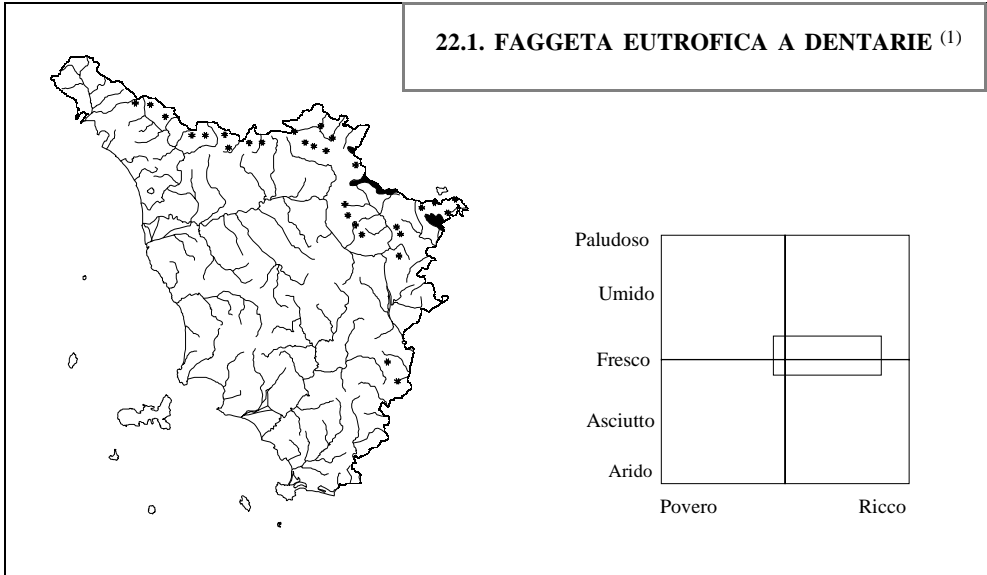 22.1. FAGGETA EUTROFICA A DENTARIE (1)
Paludoso
Umido
Fresco
Asciutto
Arido
Povero Ricco